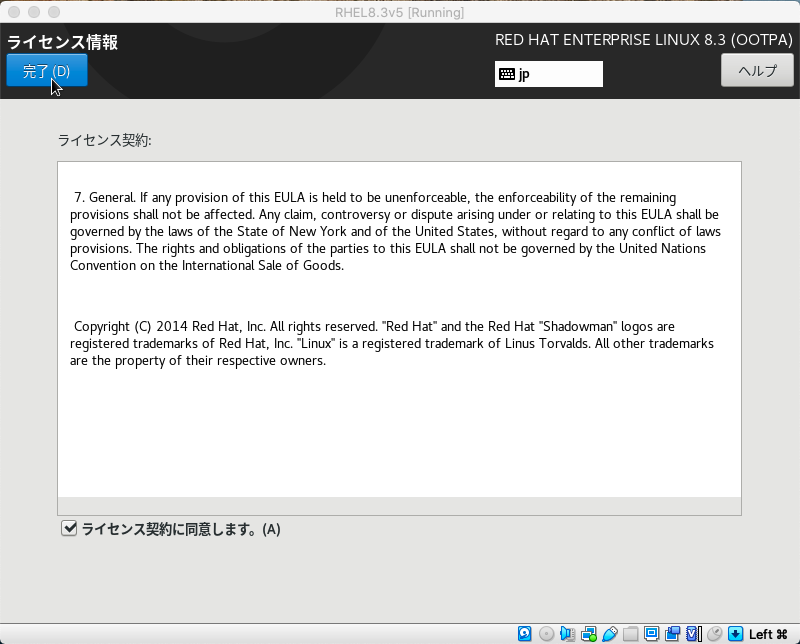 RHEL8.3v5 [Running]
ライセンス情報
RED HAT ENTERPRISE LINUX 8.3 (OOTPA)
完了(D)
jp
ヘルプ
ライセンス契約:
7. General. If any provision of this EULA is held to be unenforceable, the enforceability of the remaining
provisions shall not be affected. Any claim, controversy or dispute arising under or relating to this EULA shall be
governed by the laws of the State of New York and of the United States, without regard to any conflict of laws
provisions. The rights and obligations of the parties to this EULA shall not be governed by the United Nations
Convention on the International Sale of Goods.
Copyright (C) 2014 Red Hat, Inc. All rights reserved. "Red Hat" and the Red Hat "Shadowman" logos are
registered trademarks of Red Hat, Inc. "Linux" is a registered trademark of Linus Torvalds. All other trademarks
are the property of their respective owners.
ライセンス契約に同意します。(A)
Left ⌘